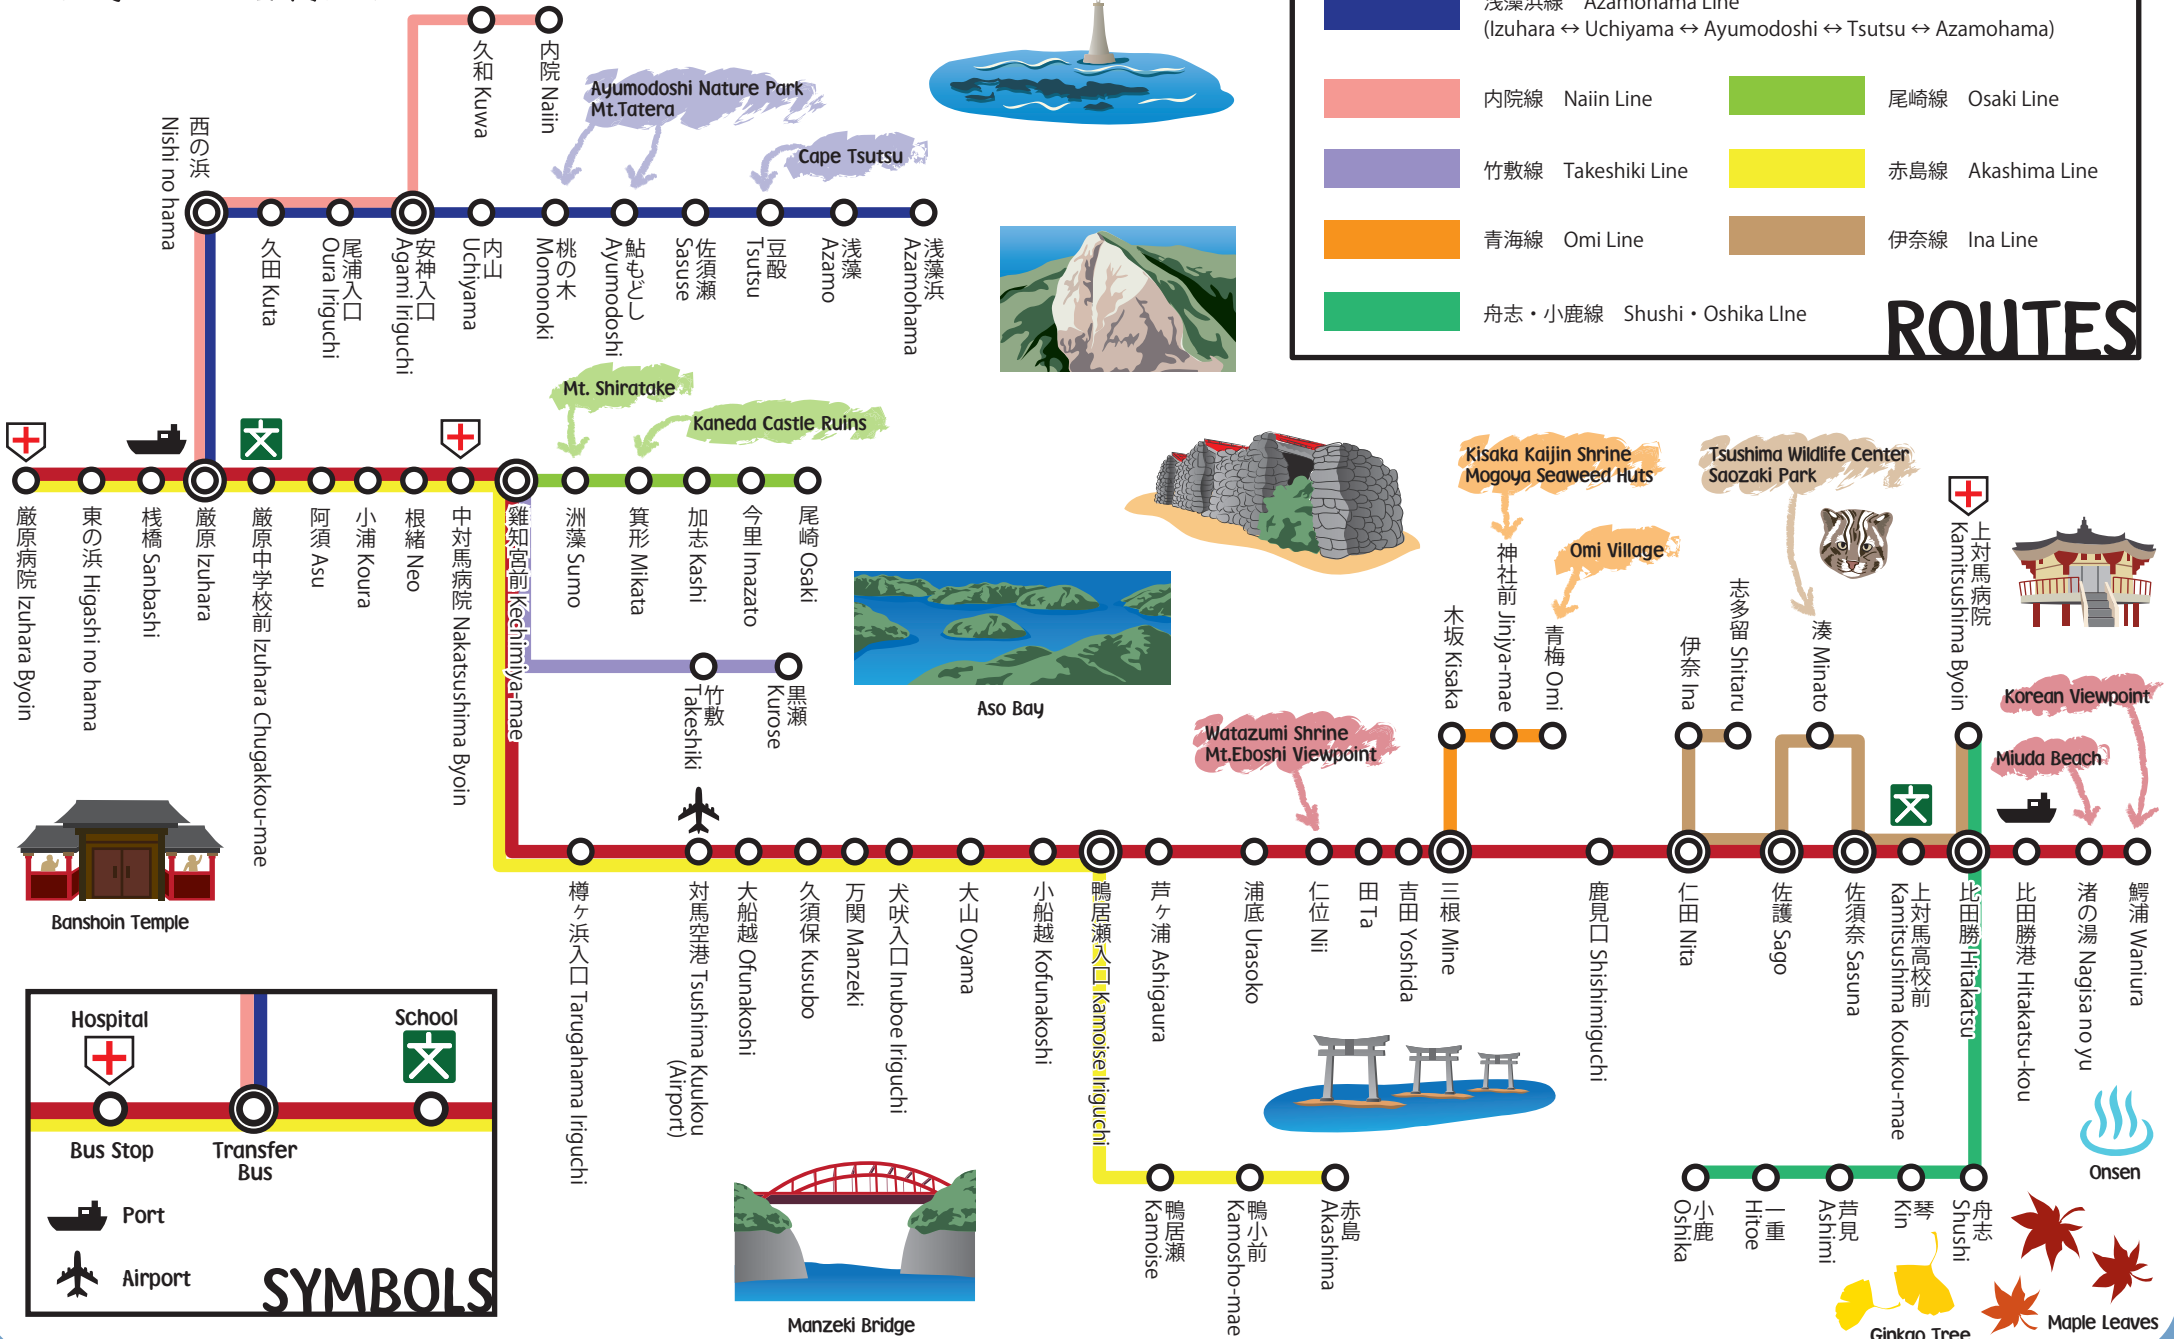 浅藻浜線 Azamohama Line
(Izuhara ↔ Uchiyama ↔ Ayumodoshi ↔ Tsutsu ↔ Azamohama)
内院線 Naiin Line
尾崎線 Osaki Line
竹敷線 Takeshiki Line
赤島線 Akashima Line
青海線 Omi Line
伊奈線 Ina Line
舟志・小鹿線 Shushi・Oshika LIne
ROUTES
久和 Kuwa
内院 Naiin
Ayumodoshi Nature Park
Mt.Tatera
Cape Tsutsu
西の浜
Nishi no hama
久田 Kuta
尾浦入口
Oura Iriguchi
安神入口
Agami Iriguchi
内山
Uchiyama
桃の木
Momonoki
鮎もどし
Ayumodoshi
佐須瀬
Sasuse
豆酘
Tsutsu
浅藻
Azamo
浅藻浜
Azamohama
Mt. Shiratake
Kaneda Castle Ruins
厳原病院 Izuhara Byoin
東の浜 Higashi no hama
桟橋 Sanbashi
厳原 Izuhara
厳原中学校前 Izuhara Chugakkou-mae
阿須 Asu
小浦 Koura
根緒 Neo
中対馬病院 Nakatsushima Byoin
雞知宮前 Kechimiya-mae
洲藻 Sumo
箕形 Mikata
加志 Kashi
今里 Imazato
尾崎 Osaki
竹敷
Takeshiki
黒瀬
Kurose
Aso Bay
Kisaka Kaijin Shrine
Mogoya Seaweed Huts
Omi Village
Tsushima Wildlife Center
Saozaki Park
木坂 Kisaka
神社前 Jinjya-mae
青梅 Omi
伊奈 Ina
志多留 Shitaru
湊 Minato
上対馬病院
Kamitsushima Byoin
Korean Viewpoint
Miuda Beach
Watazumi Shrine
Mt.Eboshi Viewpoint
Banshoin Temple
樽ヶ浜入口 Tarugahama Iriguchi
対馬空港 Tsushima Kuukou
(Airport)
大船越 Ofunakoshi
久須保 Kusubo
万関 Manzeki
犬吠入口 Inuboe Iriguchi
大山 Oyama
小船越 Kofunakoshi
鴨居瀬入口 Kamoise Iriguchi
芦ヶ浦 Ashigaura
浦底 Urasoko
仁位 Nii
田 Ta
吉田 Yoshida
三根 Mine
鹿見口 Shishimiguchi
仁田 Nita
佐護 Sago
佐須奈 Sasuna
上対馬高校前
Kamitsushima Koukou-mae
比田勝 Hitakatsu
比田勝港 Hitakatsu-kou
渚の湯 Nagisa no yu
鰐浦 Waniura
鴨居瀬
Kamoise
鴨小前
Kamosho-mae
赤島
Akashima
小鹿
Oshika
一重
Hitoe
芦見
Ashimi
琴
Kin
舟志
Shushi
Onsen
Maple Leaves
Ginkgo Tree
Manzeki Bridge
Hospital
School
文
Bus Stop
Transfer
Bus
Port
Airport
SYMBOLS